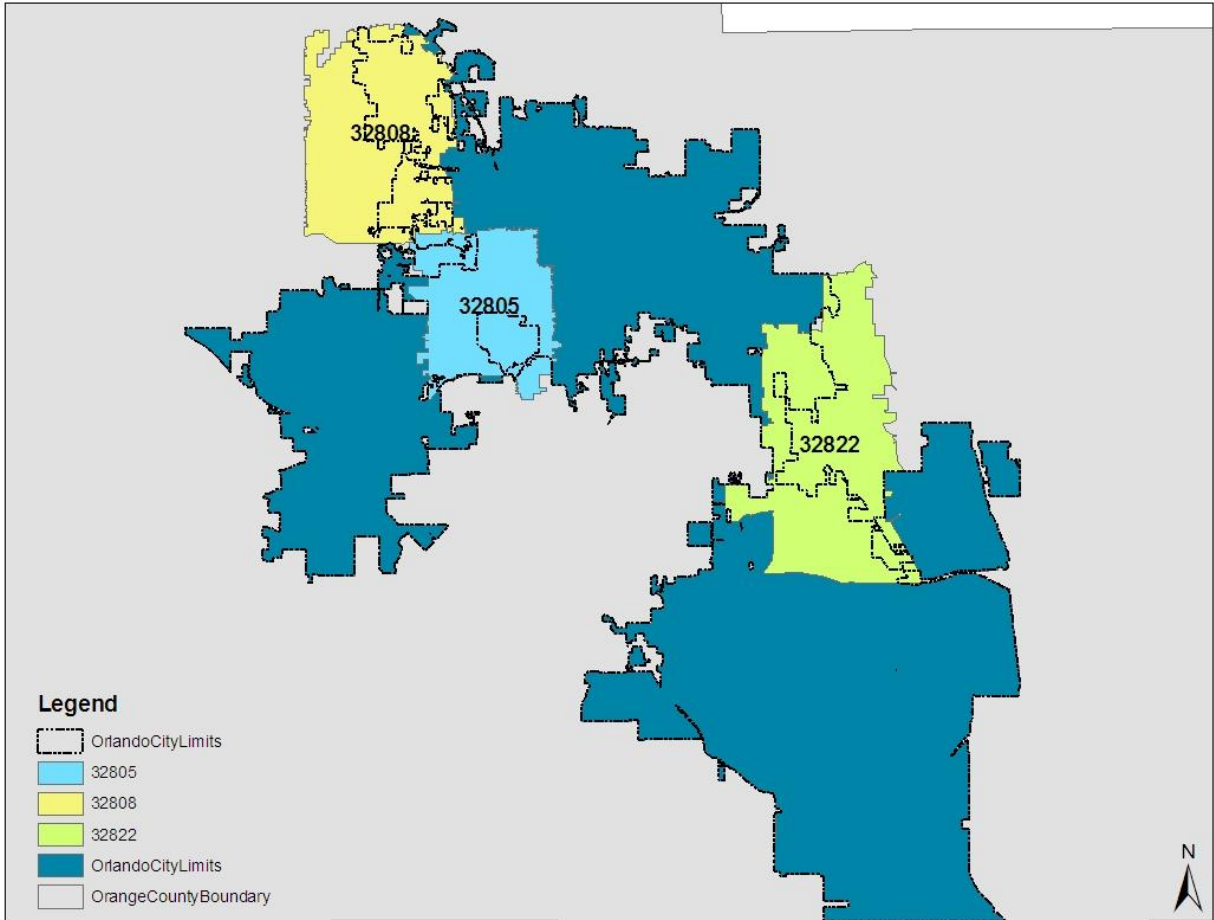 32808
32805
32822
Legend
OrlandoCityLimits
32805
32808
32822
OrlandoCityLimits
OrangeCountyBoundary
N